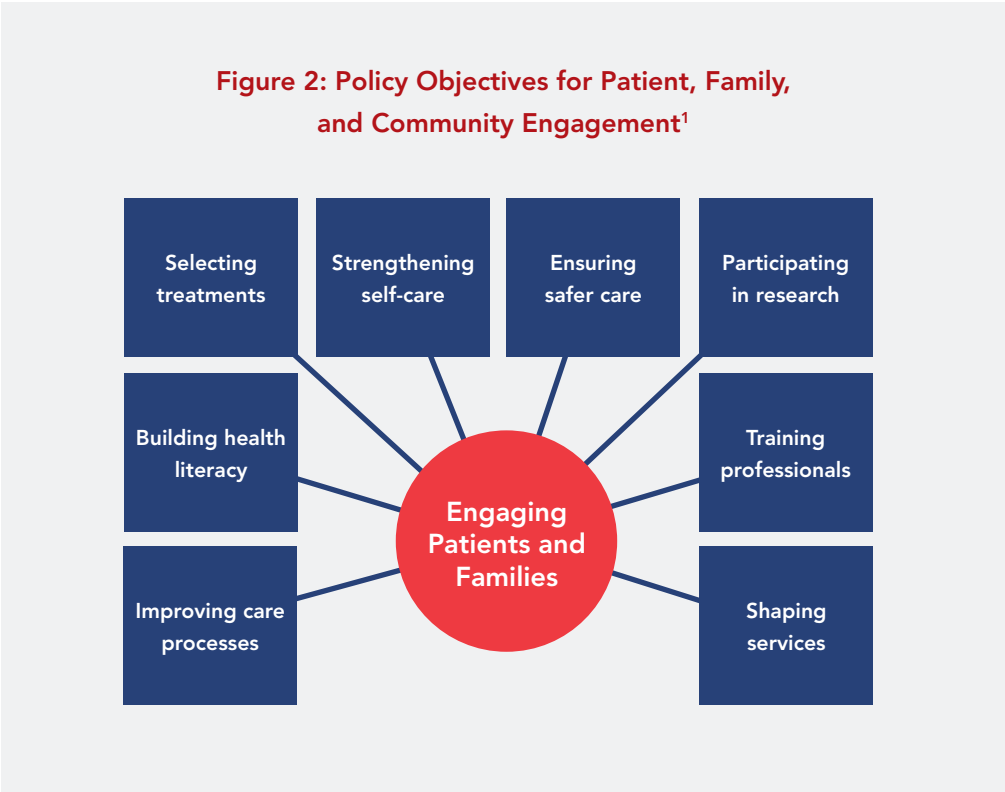 Figure 2: Policy Objectives for Patient, Family,
and Community Engagement¹
Selecting
treatments
Strengthening
self-care
Ensuring
safer care
Participating
in research
Building health
literacy
Training
professionals
Engaging
Patients and
Families
Improving care
processes
Shaping
services